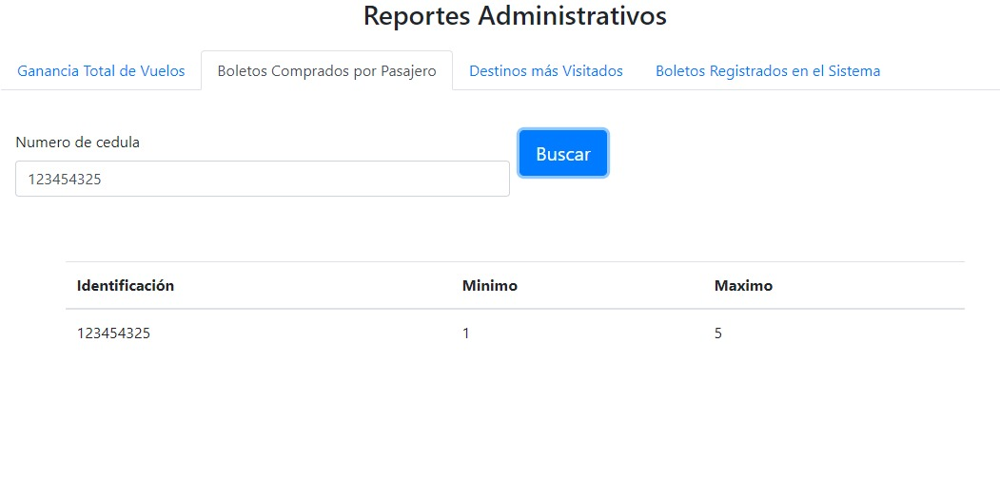 Reportes Administrativos
Ganancia Total de Vuelos Boletos Comprados por Pasajero Destinos más Visitados Boletos Registrados en el Sistema
Numero de cedula
Buscar
123454325
Identificación Minimo Maximo
123454325 1 5